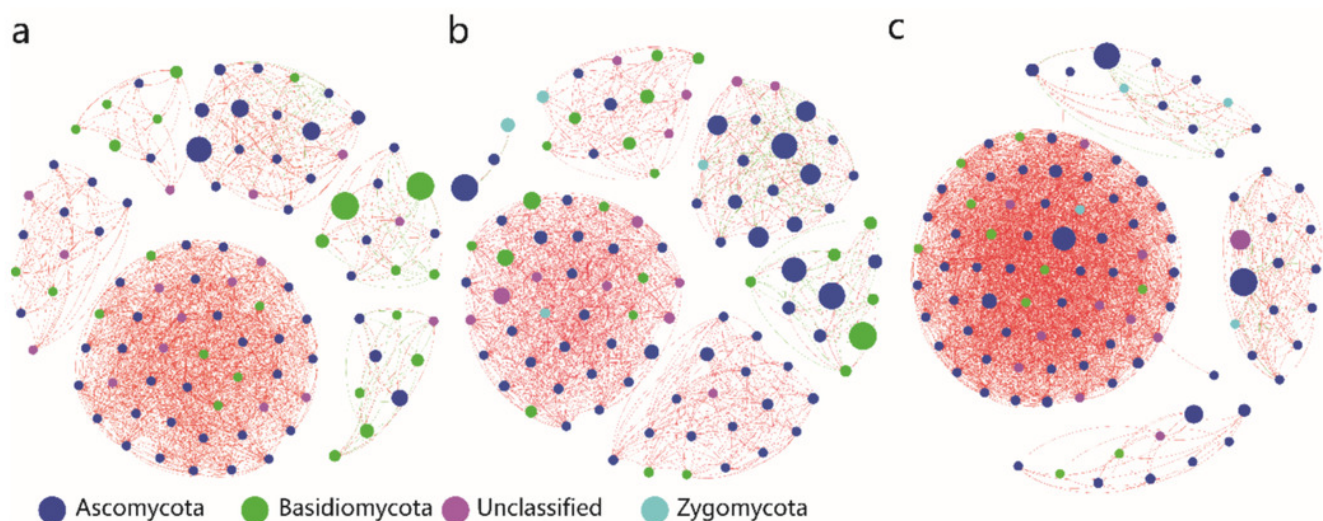 a
b
c
Ascomycota
Basidiomycota
Unclassified
Zygomycota